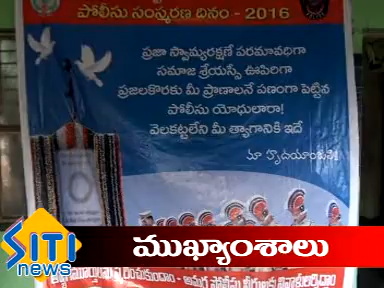 పోలీసు సంస్మరణ దినం - 2016
ప్రజా స్వామ్యరక్షణే పరమావధిగా
సమాజ శ్రేయస్సే ఊపిరిగా
ప్రజలకొరకు మీ ప్రాణాలనే పణంగా పెట్టిన
పోలీసు యోధులారా!
వెలకట్టలేని మీ త్యాగానికి ఇదే
మా హృదయాంజలి!
SITI
news
ముఖ్యాంశాలు